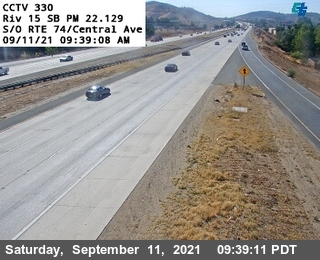 CCTV 330
Riv 15 SB PM 22.129
S/O RTE 74/Central Ave
09/11/21 09:39:08 AM
Saturday, September 11, 2021 09:39:11 PDT